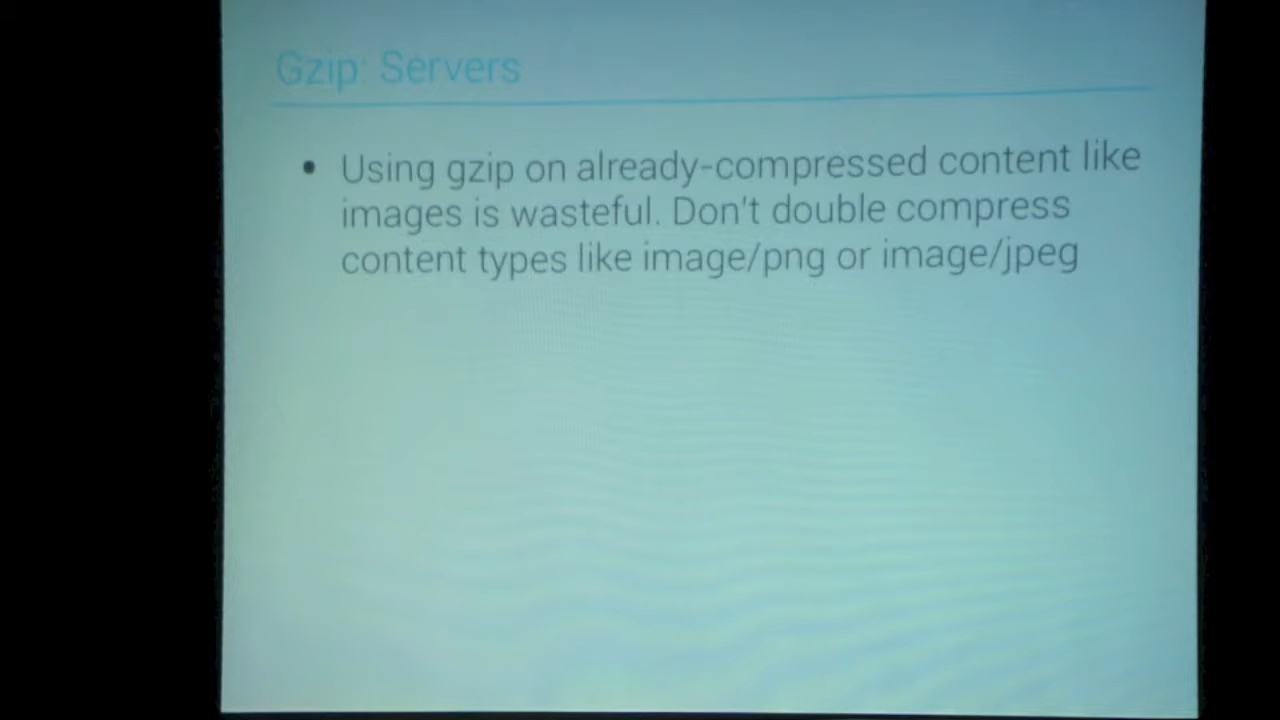 Gzip: Servers
• Using gzip on already-compressed content like
images is wasteful. Don't double compress
content types like image/png or image/jpeg